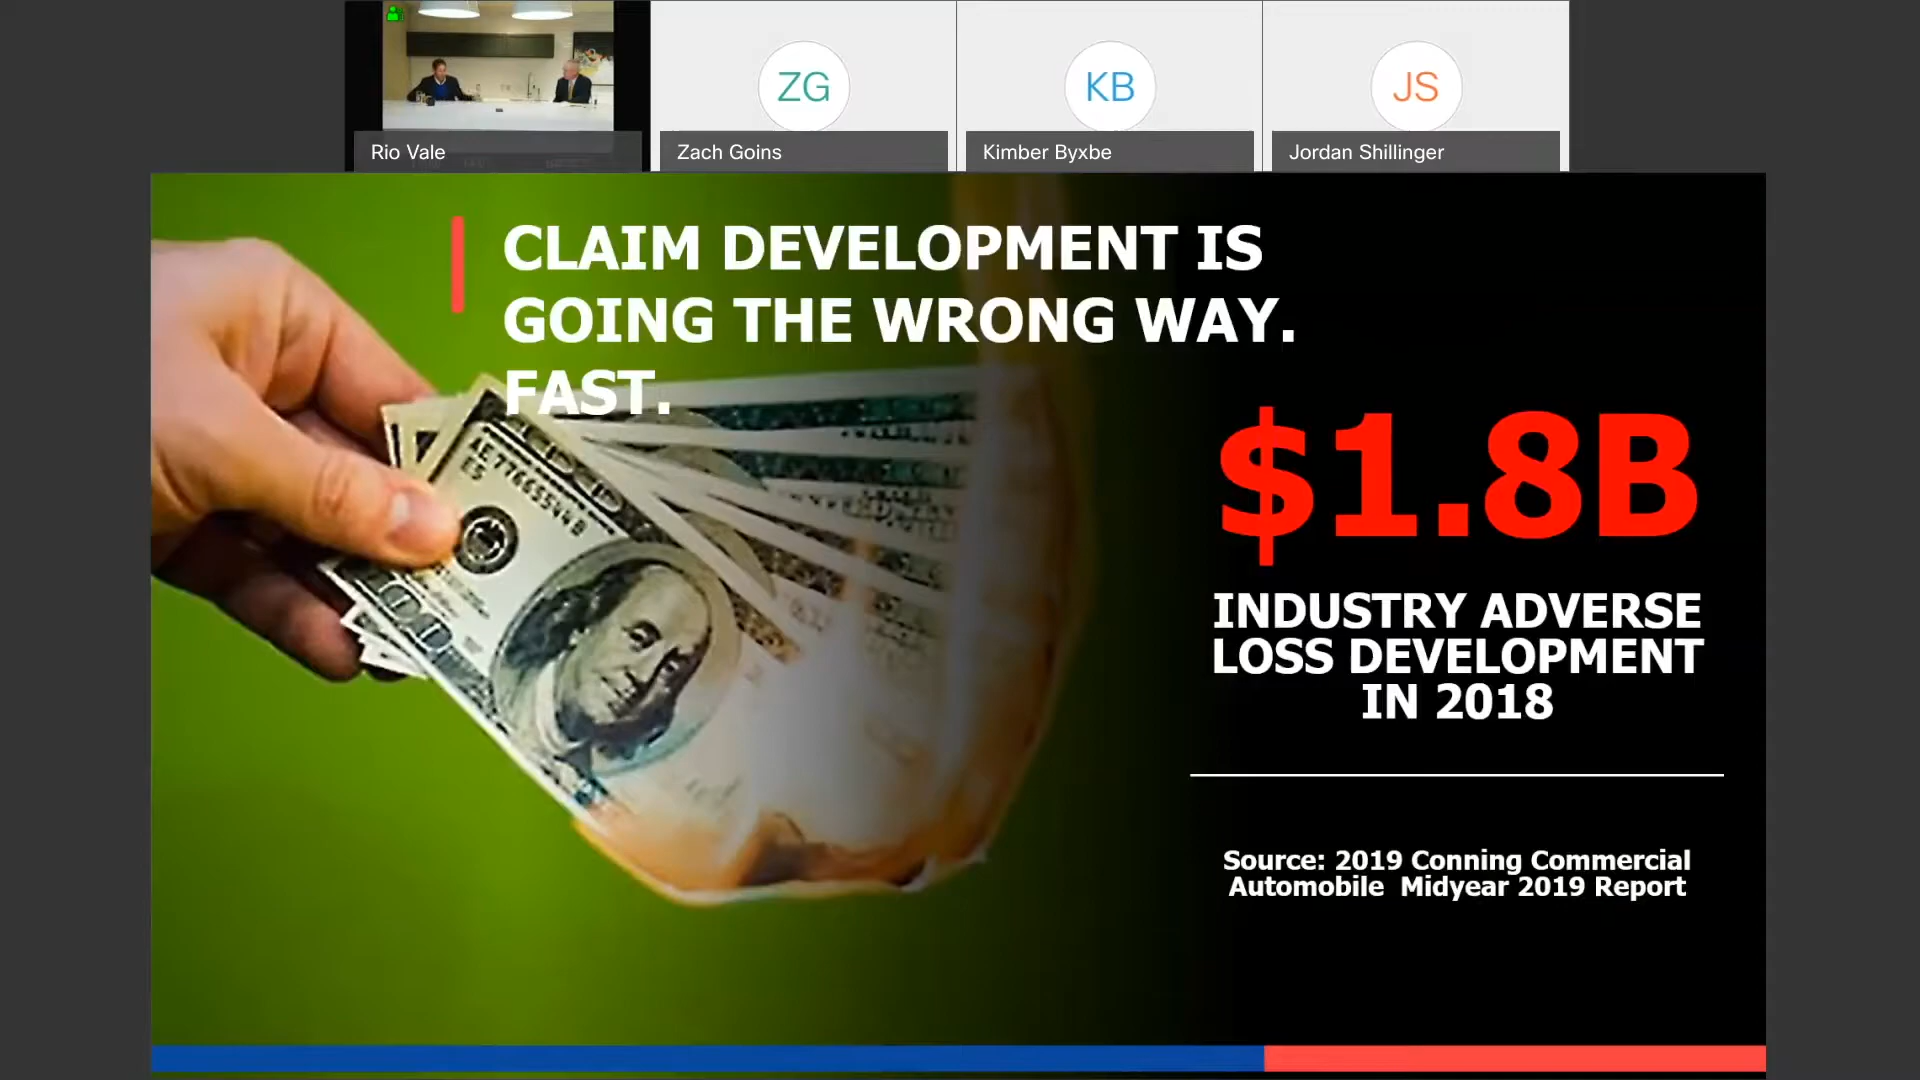 ZG
KB
JS
Rio Vale
Zach Goins
Kimber Byxbe
Jordan Shillinger
CLAIM DEVELOPMENT IS
GOING THE WRONG WAY.
FAST.
$1.8B
INDUSTRY ADVERSE
LOSS DEVELOPMENT
IN 2018
Source: 2019 Conning Commercial
Automobile  Midyear 2019 Report